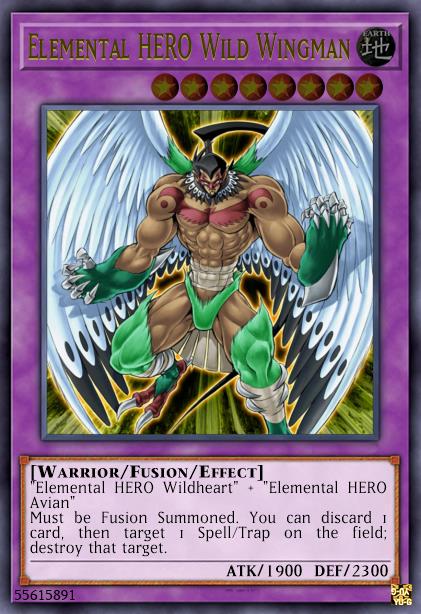 Elemental HERO Wild Wingman
EARTH
地
[Warrior/Fusion/Effect]
"Elemental HERO Wildheart" + "Elemental HERO
Avian"
Must be Fusion Summoned. You can discard 1
card, then target 1 Spell/Trap on the field;
destroy that target.
ATK/1900 DEF/2300
55615891